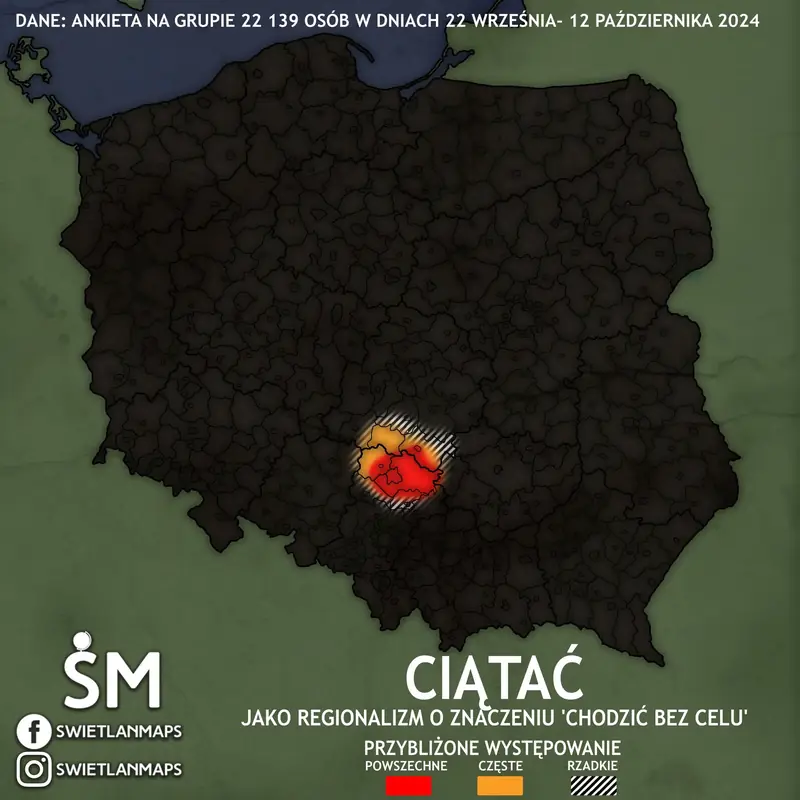 DANE: ANKIETA NA GRUPIE 22 139 OSÓB W DNIACH 22 WRZEŚNIA- 12 PAŹDZIERNIKA 2024
ŚM
SWIETLANMAPS
SWIETLANMAPS
CIĄTAĆ
JAKO REGIONALIZM O ZNACZENIU 'CHODZIĆ BEZ CELU'
PRZYBLIŻONE WYSTĘPOWANIE
POWSZECHNE CZĘSTE RZADKIE